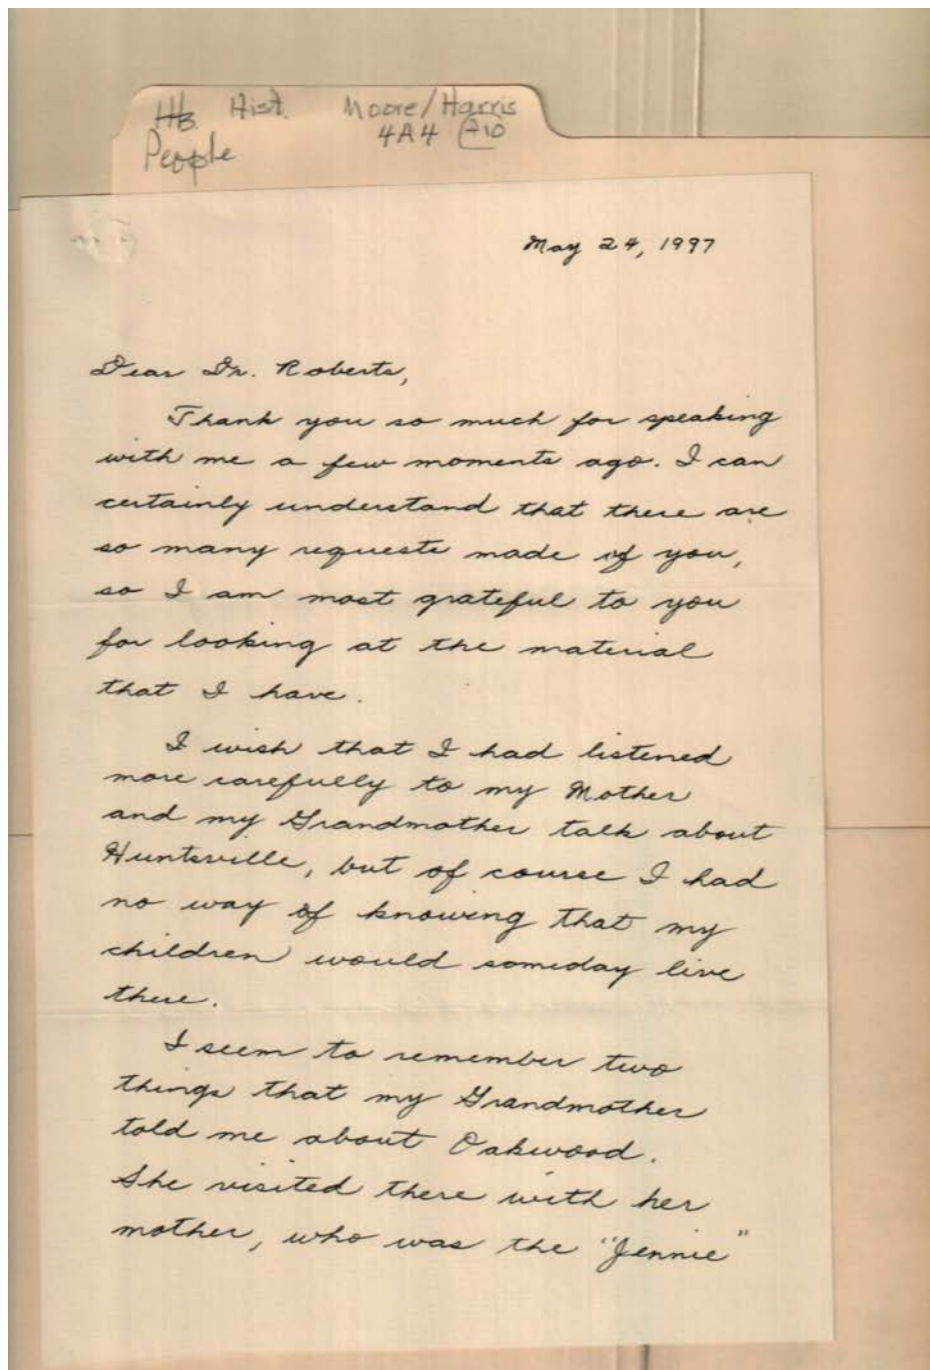 Hist. Moore/Harris
4A4
People
May 24, 1997
Dear Dr. Roberts,
Thank you so much for speaking
with me a few moments ago. I can
certainly understand that there are
so many requests made of you,
so I am most grateful to you
for looking at the material
that I have.
I wish that I had listened
more carefully to my Mother
and my Grandmother talk about
Huntsville, but of course I had
no way of knowing that my
children would someday live
there.
I seem to remember two
things that my Grandmother
told me about Oakwood.
She visited there with her
mother, who was the "Jennie"